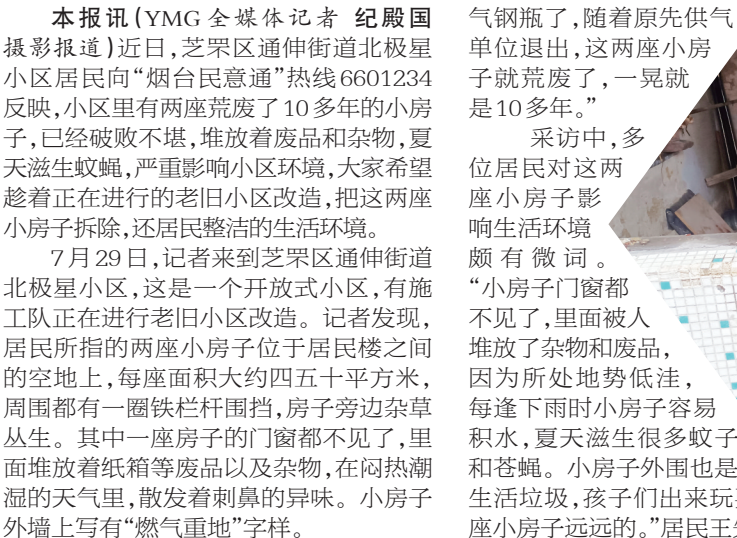 本报讯(YMG全媒体记者 纪殿国
摄影报道)近日,芝罘区通伸街道北极星
小区居民向“烟台民意通”热线6601234
反映,小区里有两座荒废了10多年的小房
子,已经破败不堪,堆放着废品和杂物,夏
天滋生蚊蝇,严重影响小区环境,大家希望
趁着正在进行的老旧小区改造,把这两座
小房子拆除,还居民整洁的生活环境。
7月29日,记者来到芝罘区通伸街道
北极星小区,这是一个开放式小区,有施
工队正在进行老旧小区改造。记者发现,
居民所指的两座小房子位于居民楼之间
的空地上,每座面积大约四五十平方米,
周围都有一圈铁栏杆围挡,房子旁边杂草
丛生。其中一座房子的门窗都不见了,里
面堆放着纸箱等废品以及杂物,在闷热潮
湿的天气里,散发着刺鼻的异味。小房子
外墙上写有“燃气重地”字样。
气钢瓶了,随着原先供气
单位退出,这两座小房
子就荒废了,一晃就
是10多年。”
采访中,多
位居民对这两
座小房子影
响生活环境
颇有微词。
“小房子门窗都
不见了,里面被人
堆放了杂物和废品,
因为所处地势低洼,
每逢下雨时小房子容易
积水,夏天滋生很多蚊子
和苍蝇。小房子外围也是
生活垃圾,孩子们出来玩
座小房子远远的。”居民王